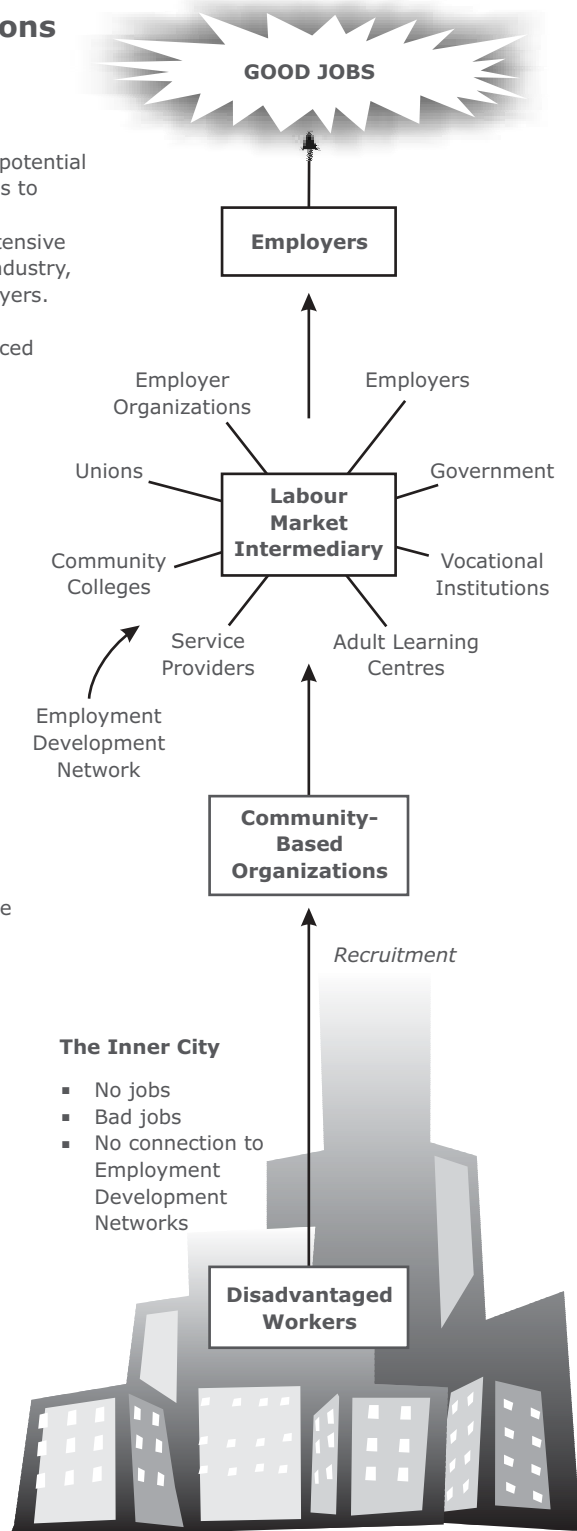 ons
GOOD JOBS
potential
s to
tensive
ndustry,
yers.
ced
Employers
Employer
Organizations
Employers
Unions
Government
Labour
Market
Intermediary
Community
Colleges
Vocational
Institutions
Service
Providers
Adult Learning
Centres
Employment
Development
Network
Community-
Based
Organizations
e
Recruitment
The Inner City
▪ No jobs
▪ Bad jobs
▪ No connection to
Employment
Development
Networks
Disadvantaged
Workers